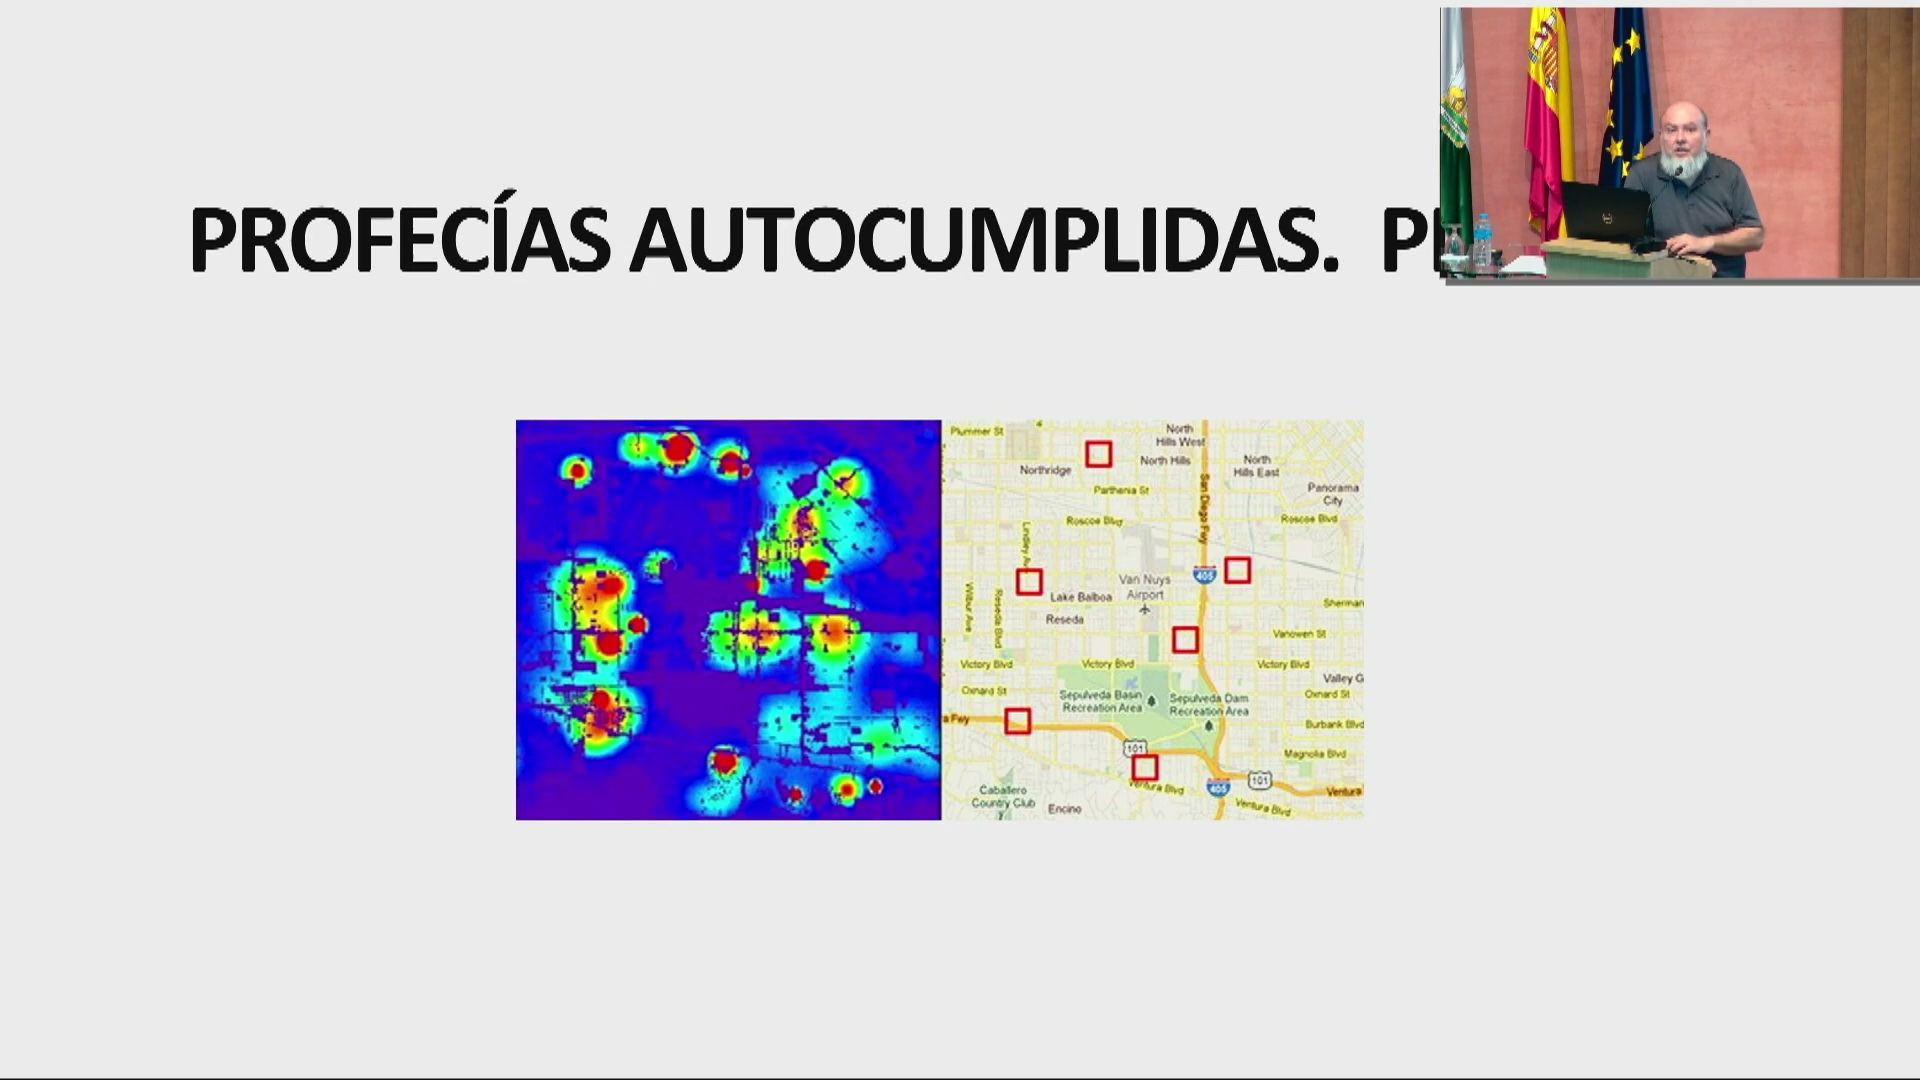 PROFECÍAS AUTOCUMPLIDAS. P
Plummer St
North
Hills West
Northridge
North Hills
North
Hills East
Panorama
City
Parthenia St
San Diego Fwy
Roscoe Blvd
Roscoe Blvd
Lindley Av
405
Van Nuys
Airport
Wilbur Ave
Reseda Blvd
Lake Balboa
Sherman
Reseda
Vanowen St
Victory Blvd
Victory Blvd
Victory Blvd
Valley G
Oxnard St
Sepulveda Basin
Recreation Area
Sepulveda Dam
Recreation Area
Oxnard St
a Fwy
Burbank Blvd
101
Magnolia Blvd
101
405
Ventura Blvd
Ventura
Caballero
Country Club
Encino
Ventura Blvd